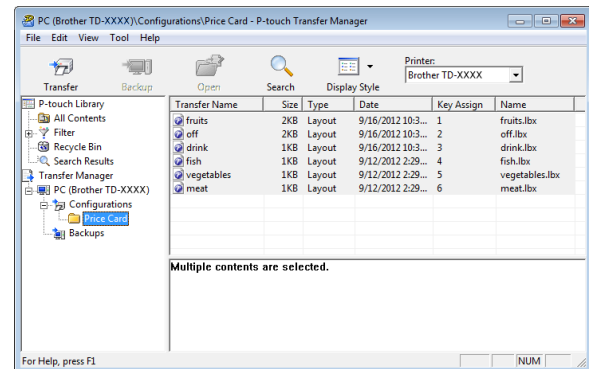 PC (Brother TD-XXXX)\Configurations\Price Card - P-touch Transfer Manager
File Edit View Tool Help
Transfer Backup Open Search Display Style Printer: Brother TD-XXXX
P-touch Library
All Contents
Filter
Recycle Bin
Search Results
Transfer Manager
PC (Brother TD-XXXX)
Configurations
Price Card
Backups
Transfer Name Size Type Date Key Assign Name
fruits 2KB Layout 9/16/2012 10:3... 1 fruits.lbx
off 2KB Layout 9/16/2012 10:3... 2 off.lbx
drink 1KB Layout 9/16/2012 10:3... 3 drink.lbx
fish 1KB Layout 9/12/2012 2:29... 4 fish.lbx
vegetables 1KB Layout 9/12/2012 2:29... 5 vegetables.lbx
meat 1KB Layout 9/12/2012 2:29... 6 meat.lbx
Multiple contents are selected.
For Help, press F1 NUM